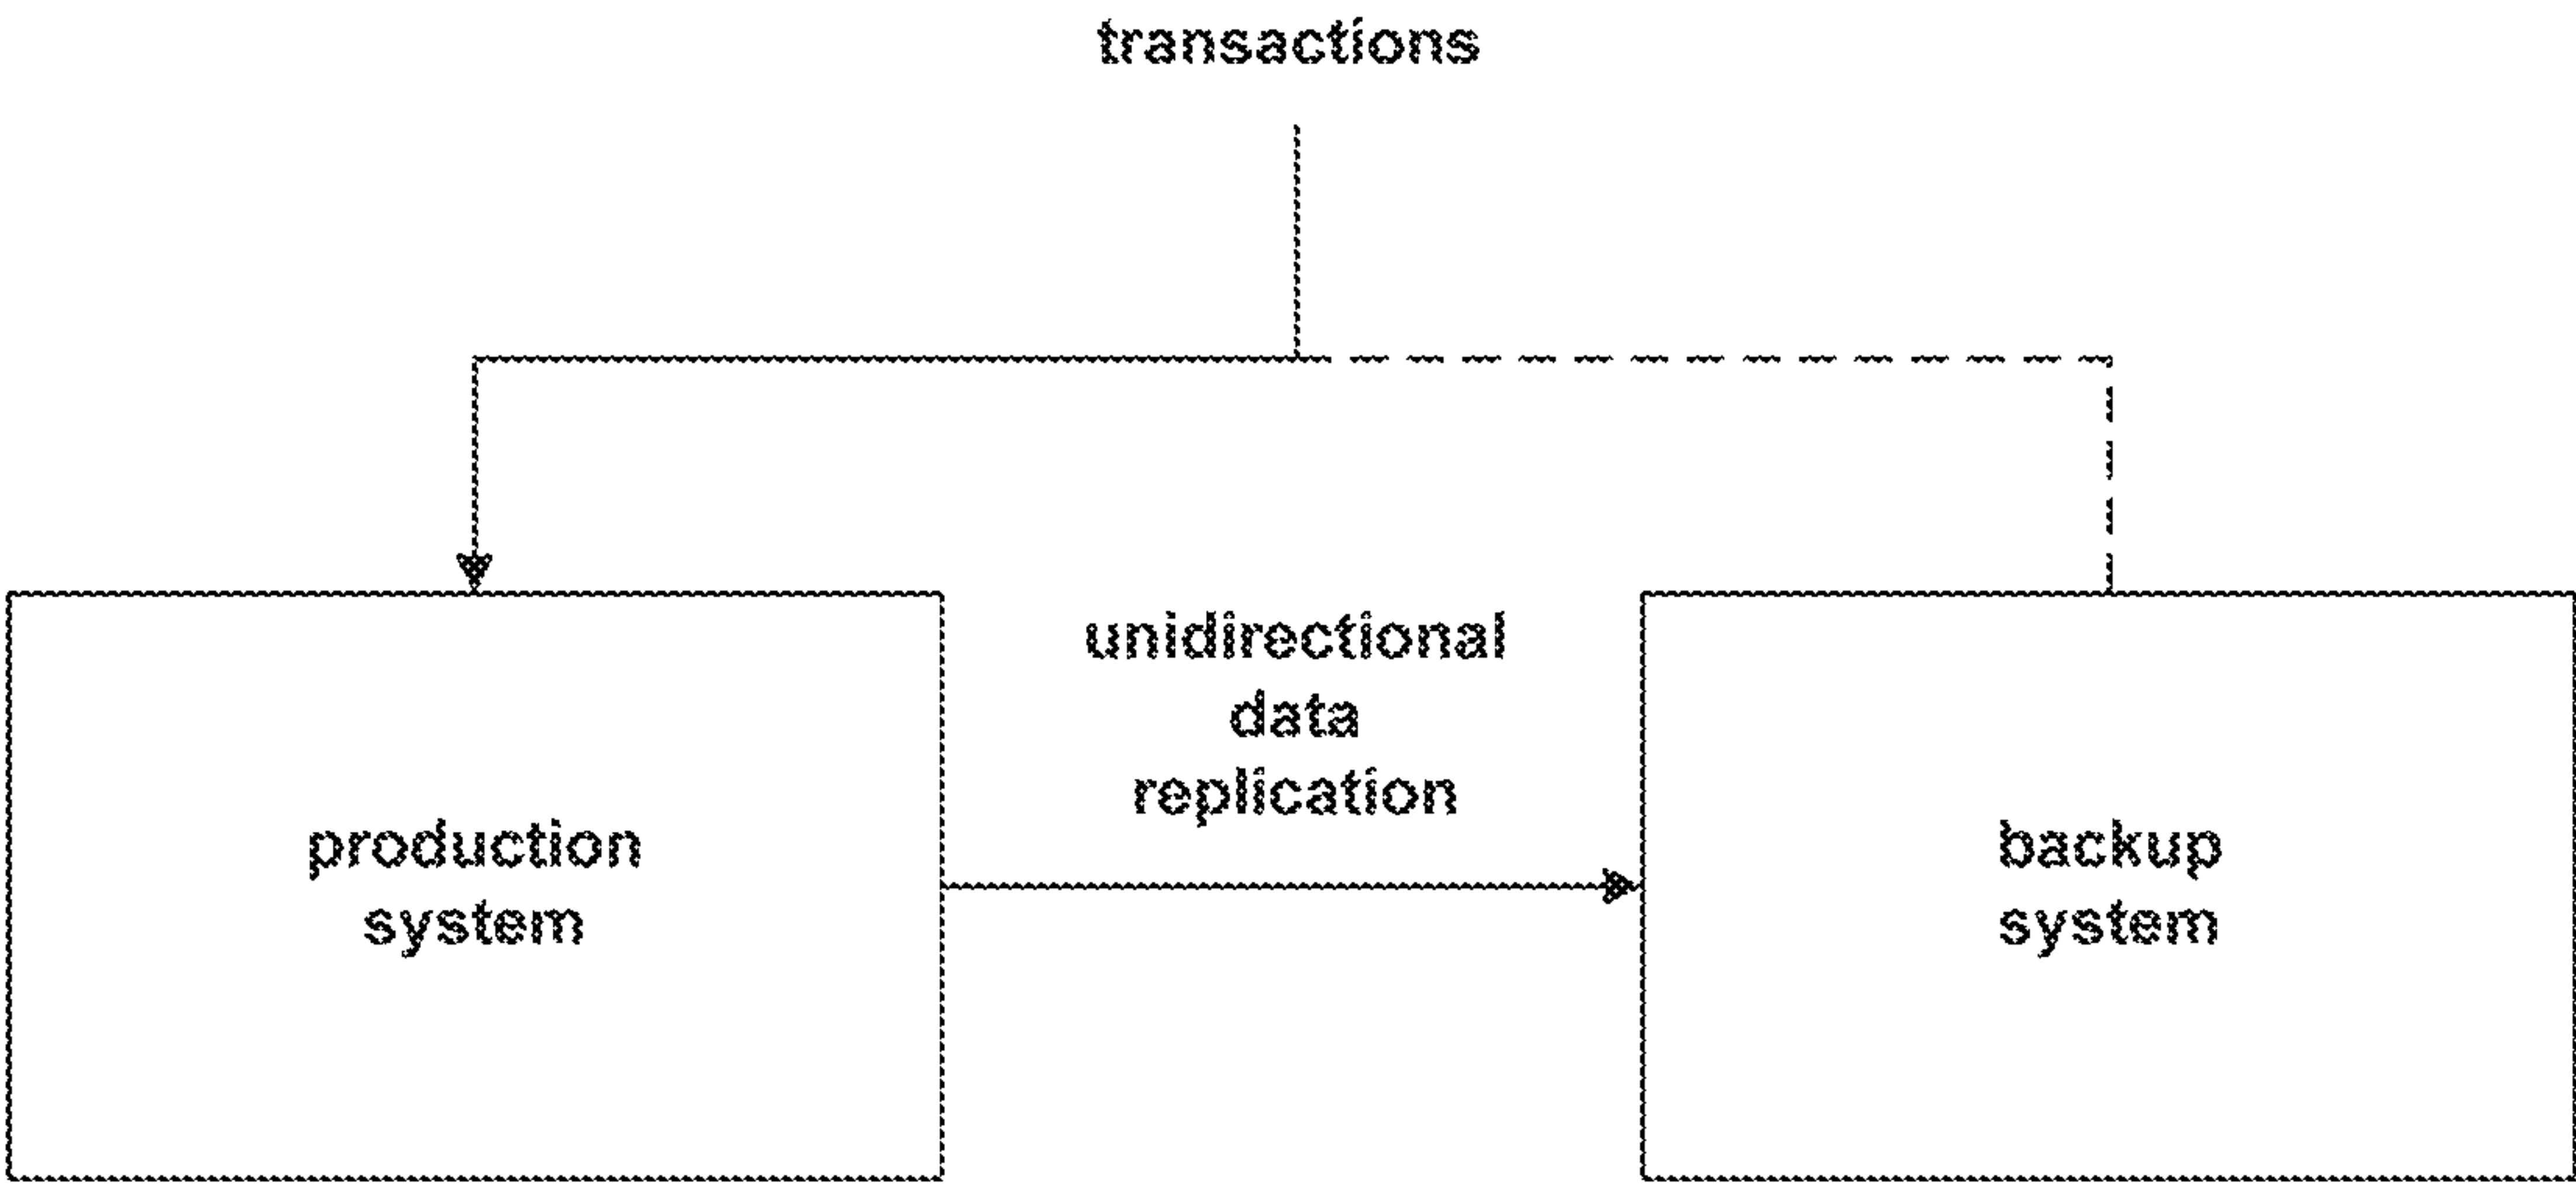 transactions
unidirectional
data
replication
production
system
backup
system